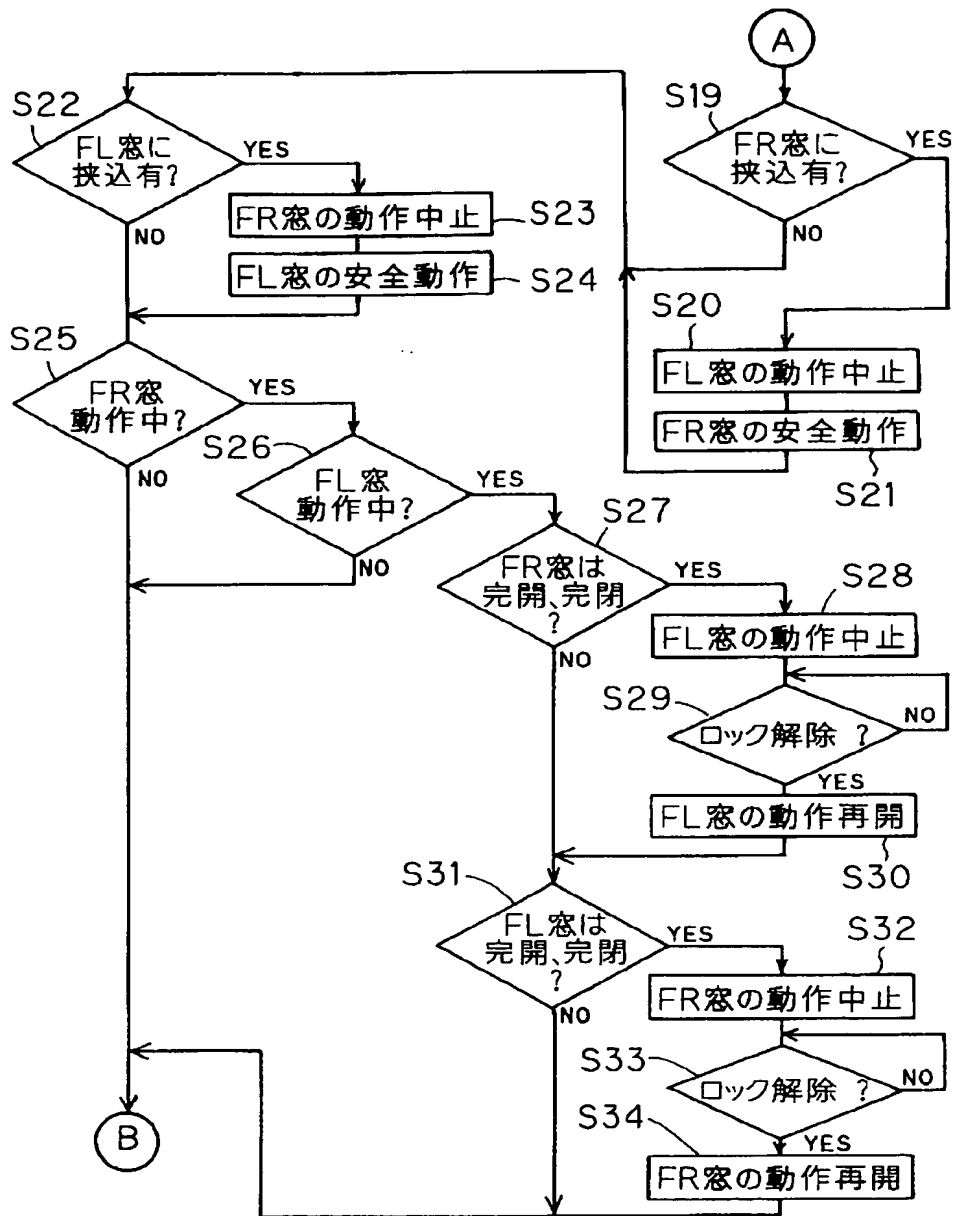 A
S19
FR窓に
挟込有?
YES
NO
S20
FL窓の動作中止
FR窓の安全動作
S21
S22
FL窓に
挟込有?
YES
NO
FR窓の動作中止
S23
FL窓の安全動作
S24
S25
FR窓
動作中?
YES
NO
S26
FL窓
動作中?
YES
NO
S27
FR窓は
完開、完閉
?
YES
NO
S28
FL窓の動作中止
S29
ロック解除 ?
NO
YES
FL窓の動作再開
S30
S31
FL窓は
完開、完閉
?
YES
NO
S32
FR窓の動作中止
S33
ロック解除 ?
NO
S34
YES
FR窓の動作再開
B